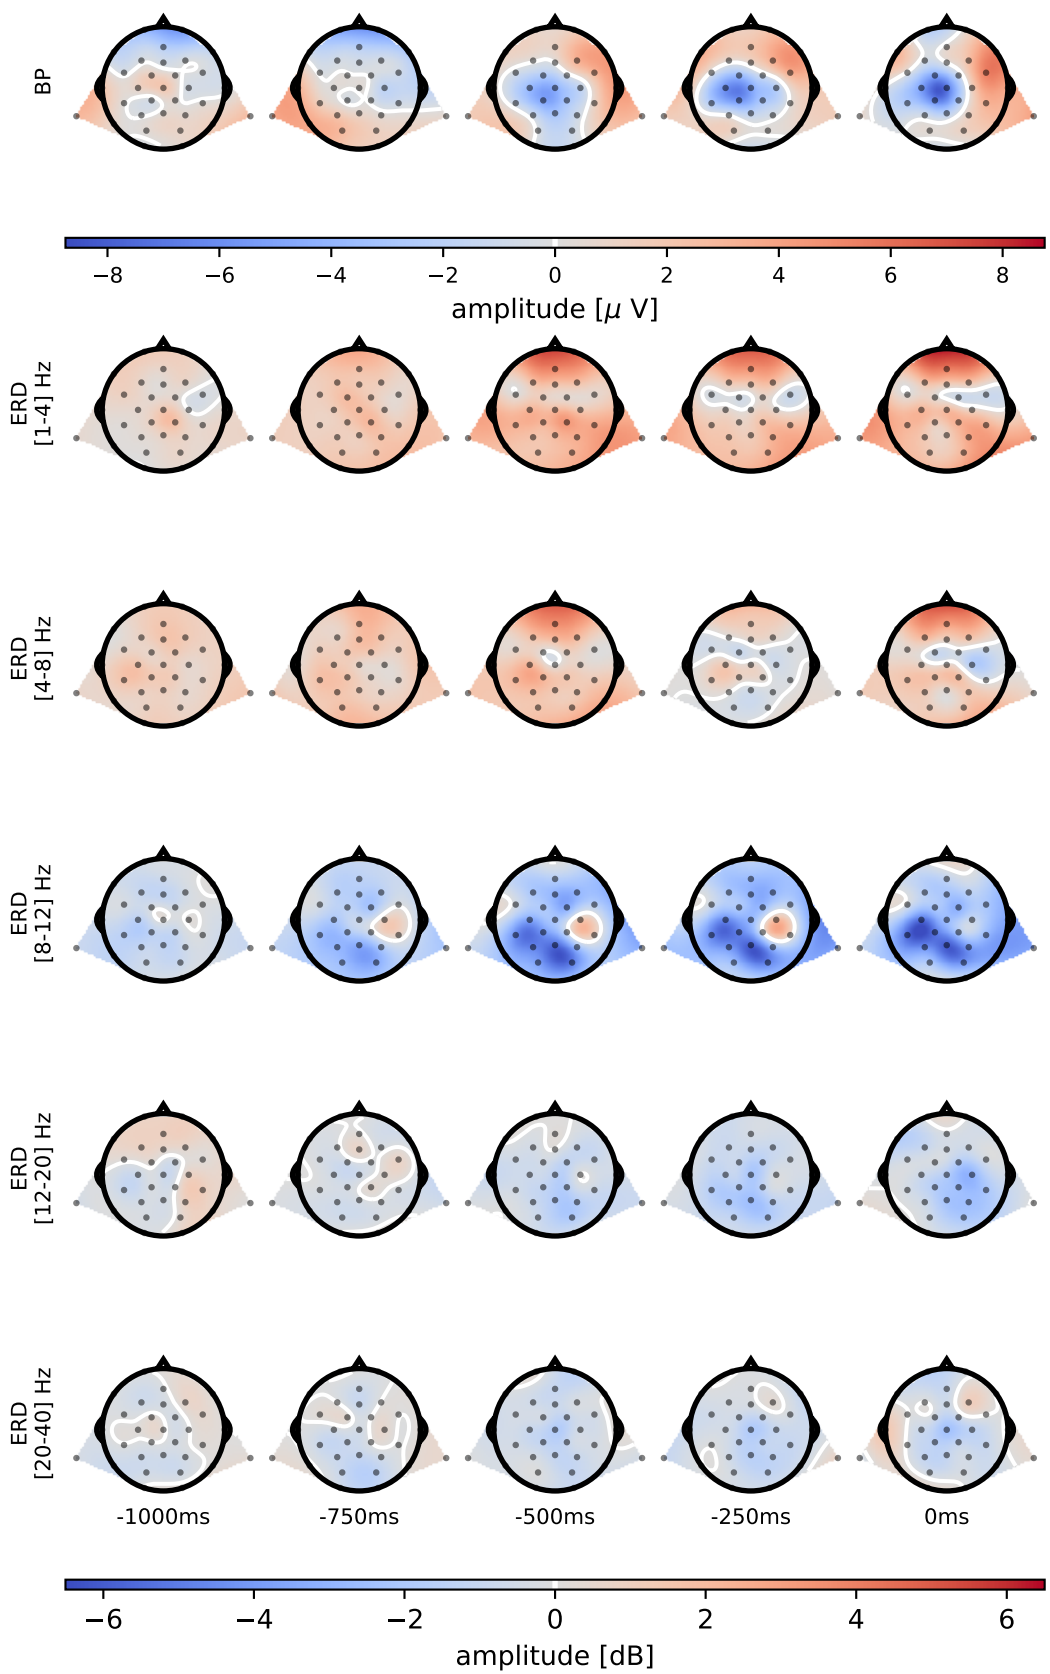 BP
−8 −6 −4 −2 0 2 4 6 8
amplitude [μ V]
ERD
[1-4] Hz
ERD
[4-8] Hz
ERD
[8-12] Hz
ERD
[12-20] Hz
ERD
[20-40] Hz
-1000ms -750ms -500ms -250ms 0ms
−6 −4 −2 0 2 4 6
amplitude [dB]